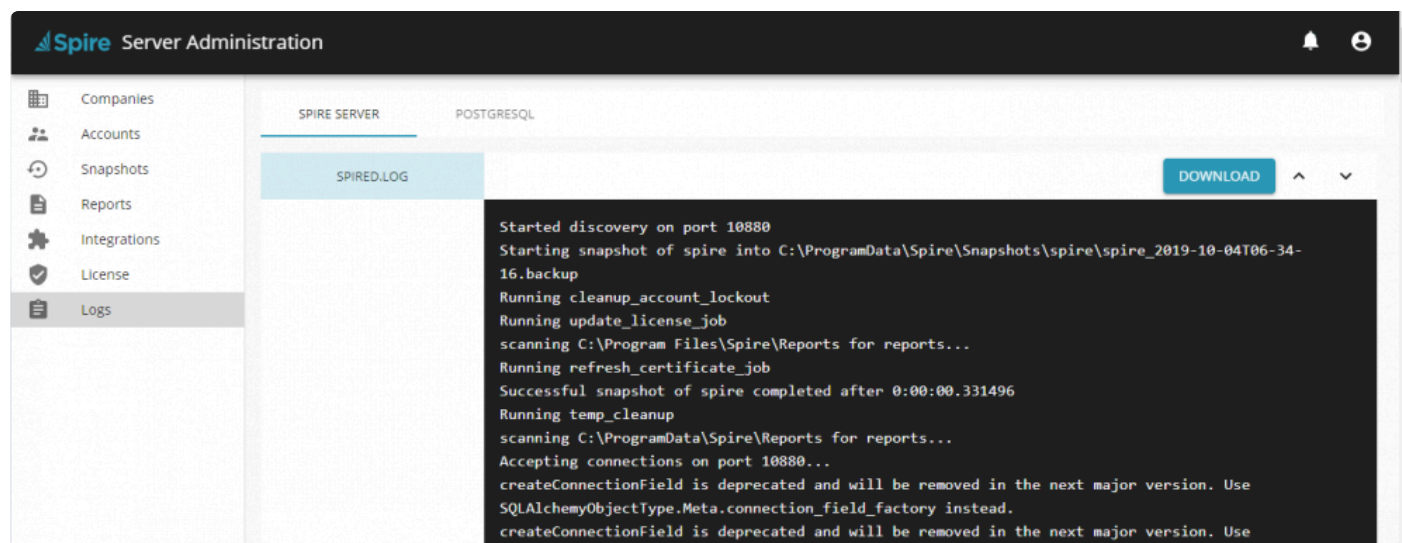 Spire Server Administration
Companies
Accounts
Snapshots
Reports
Integrations
License
Logs
SPIRE SERVER
POSTGRESQL
SPIRED.LOG
DOWNLOAD
Started discovery on port 10880
Starting snapshot of spire into C:\ProgramData\Spire\Snapshots\spire\spire_2019-10-04T06-34-
16.backup
Running cleanup_account_lockout
Running update_license_job
scanning C:\Program Files\Spire\Reports for reports...
Running refresh_certificate_job
Successful snapshot of spire completed after 0:00:00.331496
Running temp_cleanup
scanning C:\ProgramData\Spire\Reports for reports...
Accepting connections on port 10880...
createConnectionField is deprecated and will be removed in the next major version. Use
SQLAlchemyObjectType.Meta.connection_field_factory instead.
createConnectionField is deprecated and will be removed in the next major version. Use